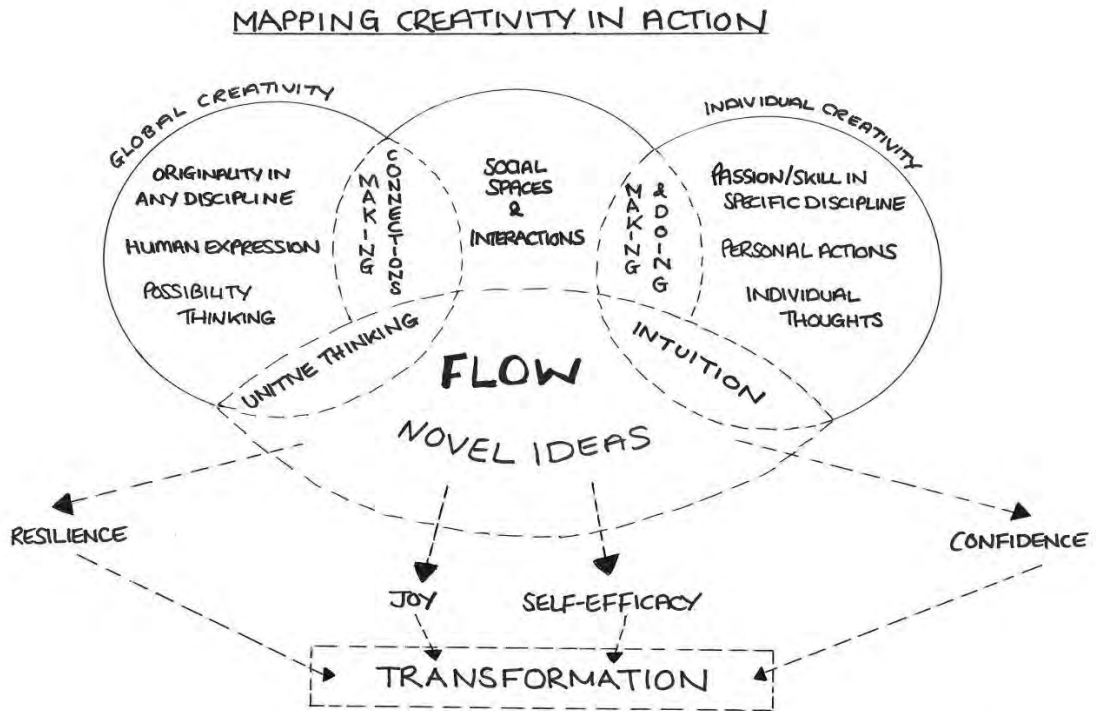 MAPPING CREATIVITY IN ACTION
GLOBAL CREATIVITY
ORIGINALITY IN
ANY DISCIPLINE
HUMAN EXPRESSION
POSSIBILITY
THINKING
MAKING
CONNECTIONS
SOCIAL
SPACES
&
INTERACTIONS
MAKING
& DOING
INDIVIDUAL CREATIVITY
PASSION/SKILL IN
SPECIFIC DISCIPLINE
PERSONAL ACTIONS
INDIVIDUAL
THOUGHTS
UNITIVE THINKING
FLOW
INTUITION
NOVEL IDEAS
RESILIENCE
CONFIDENCE
JOY
SELF-EFFICACY
TRANSFORMATION